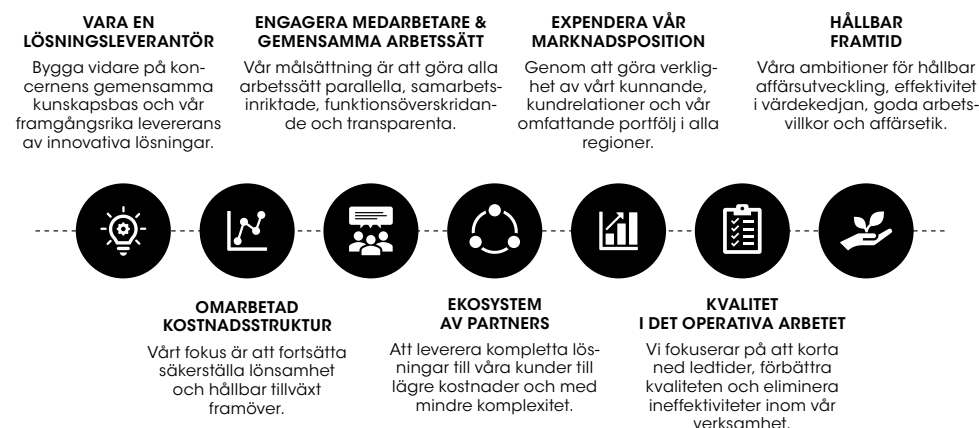 VARA EN
LÖSNINGSLEVERANTÖR
Bygga vidare på kon-
cernens gemensamma
kunskapsbas och vår
framgångsrika levererans
av innovativa lösningar.
ENGAGERA MEDARBETARE &
GEMENSAMMA ARBETSSÄTT
Vår målsättning är att göra alla
arbetssätt parallella, samarbets-
inriktade, funktionsöverskridan-
de och transparenta.
EXPENDERA VÅR
MARKNADSPOSITION
Genom att göra verklig-
het av vårt kunnande,
kundrelationer och vår
omfattande portfölj i alla
regioner.
HÅLLBAR
FRAMTID
Våra ambitioner för hållbar
affärsutveckling, effektivitet
i värdekedjan, goda arbets-
villkor och affärsetik.
OMARBETAD
KOSTNADSSTRUKTUR
Vårt fokus är att fortsätta
säkerställa lönsamhet
och hållbar tillväxt
framöver.
EKOSYSTEM
AV PARTNERS
Att leverera kompletta lös-
ningar till våra kunder till
lägre kostnader och med
mindre komplexitet.
KVALITET
I DET OPERATIVA ARBETET
Vi fokuserar på att korta
ned ledtider, förbättra
kvaliteten och eliminera
ineffektiviteter inom vår
verksamhet.